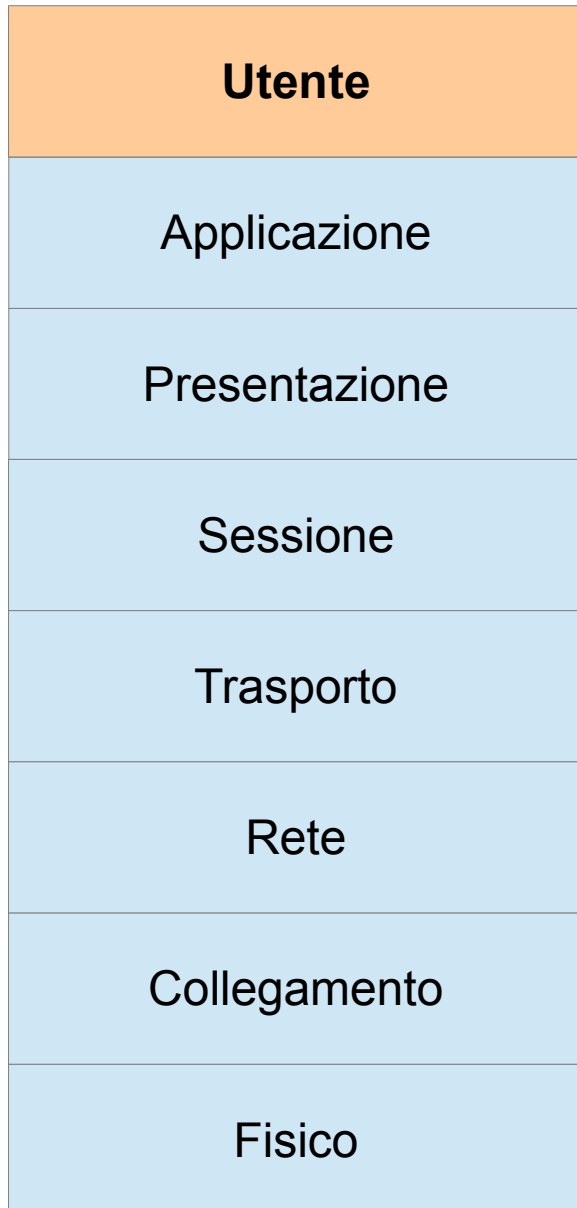 Utente
Applicazione
Presentazione
Sessione
Trasporto
Rete
Collegamento
Fisico